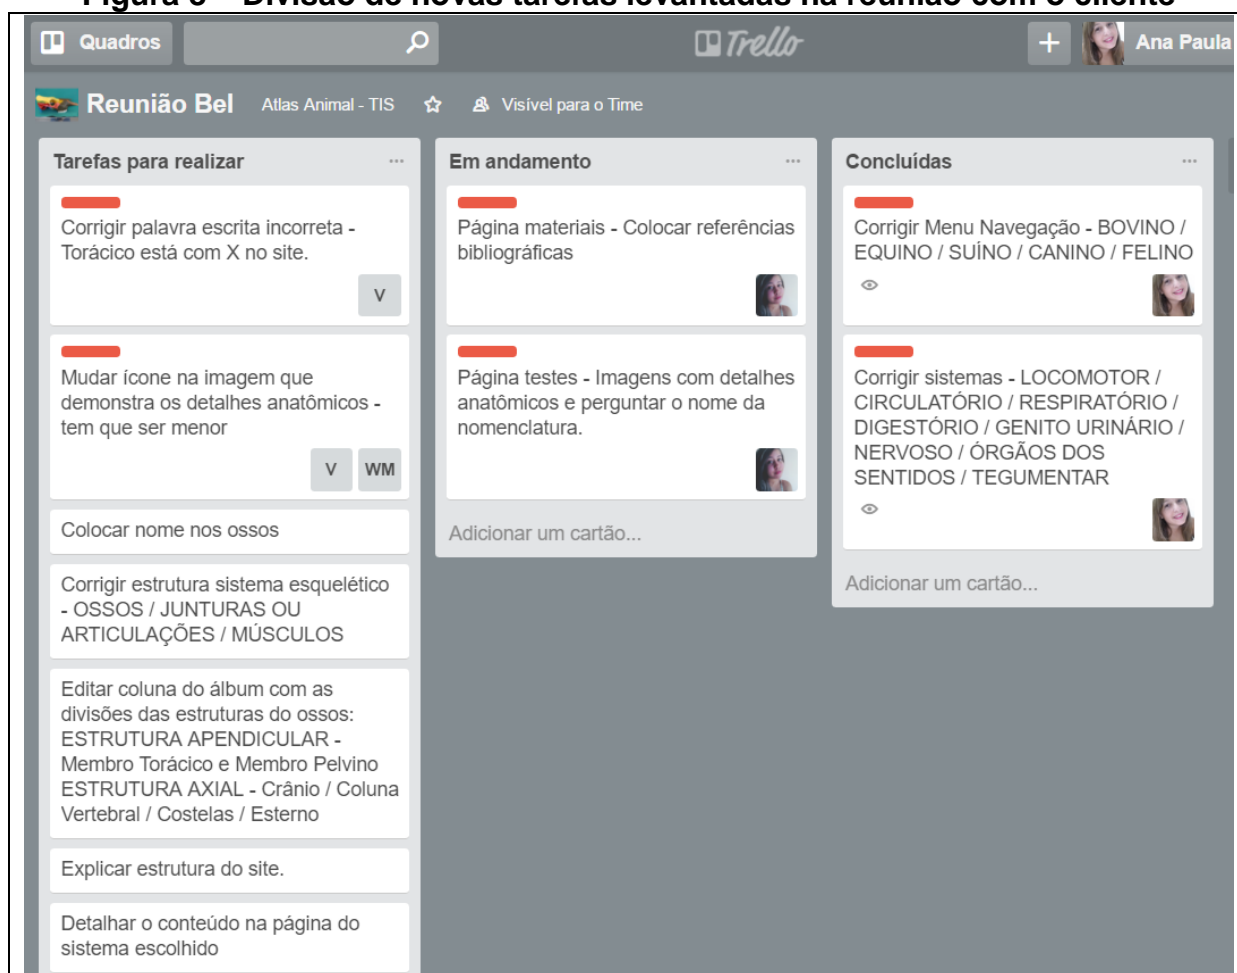 Figura 8 – Divisão de novas tarefas levantadas na reunião com o cliente
Quadros
Trello
Ana Paula
Reunião Bel Atlas Animal - TIS Visível para o Time
Tarefas para realizar
Corrigir palavra escrita incorreta -
Torácico está com X no site.
V
Mudar ícone na imagem que
demonstra os detalhes anatômicos -
tem que ser menor
V WM
Colocar nome nos ossos
Corrigir estrutura sistema esquelético
- OSSOS / JUNTURAS OU
ARTICULAÇÕES / MÚSCULOS
Editar coluna do álbum com as
divisões das estruturas do ossos:
ESTRUTURA APENDICULAR -
Membro Torácico e Membro Pelvino
ESTRUTURA AXIAL - Crânio / Coluna
Vertebral / Costelas / Esterno
Explicar estrutura do site.
Detalhar o conteúdo na página do
sistema escolhido
Em andamento
Página materiais - Colocar referências
bibliográficas
Página testes - Imagens com detalhes
anatômicos e perguntar o nome da
nomenclatura.
Adicionar um cartão...
Concluídas
Corrigir Menu Navegação - BOVINO /
EQUINO / SUÍNO / CANINO / FELINO
Corrigir sistemas - LOCOMOTOR /
CIRCULATÓRIO / RESPIRATÓRIO /
DIGESTÓRIO / GENITO URINÁRIO /
NERVOSO / ÓRGÃOS DOS
SENTIDOS / TEGUMENTAR
Adicionar um cartão...